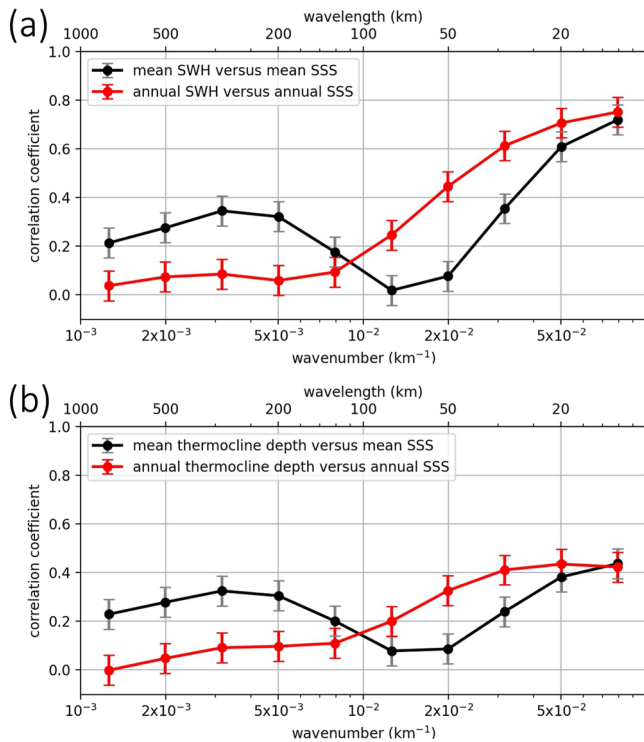 (a)
wavelength (km)
1000 500 200 100 50 20
1.0
0.8
0.6
0.4
0.2
0.0
correlation coefficient
mean SWH versus mean SSS
annual SWH versus annual SSS
10⁻³ 2x10⁻³ 5x10⁻³ 10⁻² 2x10⁻² 5x10⁻²
wavenumber (km⁻¹)
(b)
wavelength (km)
1000 500 200 100 50 20
1.0
0.8
0.6
0.4
0.2
0.0
correlation coefficient
mean thermocline depth versus mean SSS
annual thermocline depth versus annual SSS
10⁻³ 2x10⁻³ 5x10⁻³ 10⁻² 2x10⁻² 5x10⁻²
wavenumber (km⁻¹)